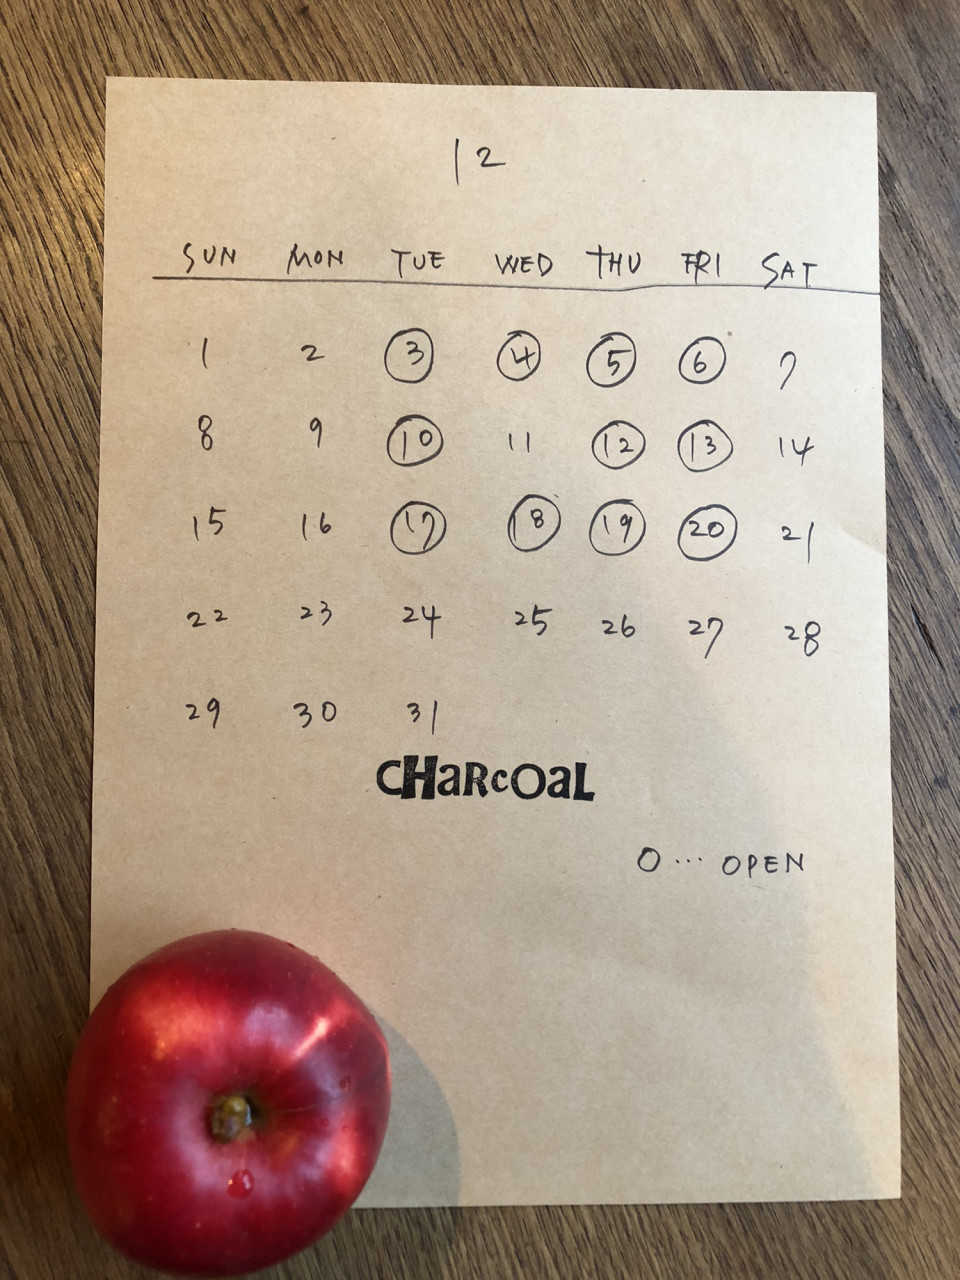 12
SUN MON TUE WED THU FRI SAT
1 2 3 4 5 6 7
8 9 10 11 12 13 14
15 16 17 18 19 20 21
22 23 24 25 26 27 28
29 30 31
CHaRcOaL
O… OPEN